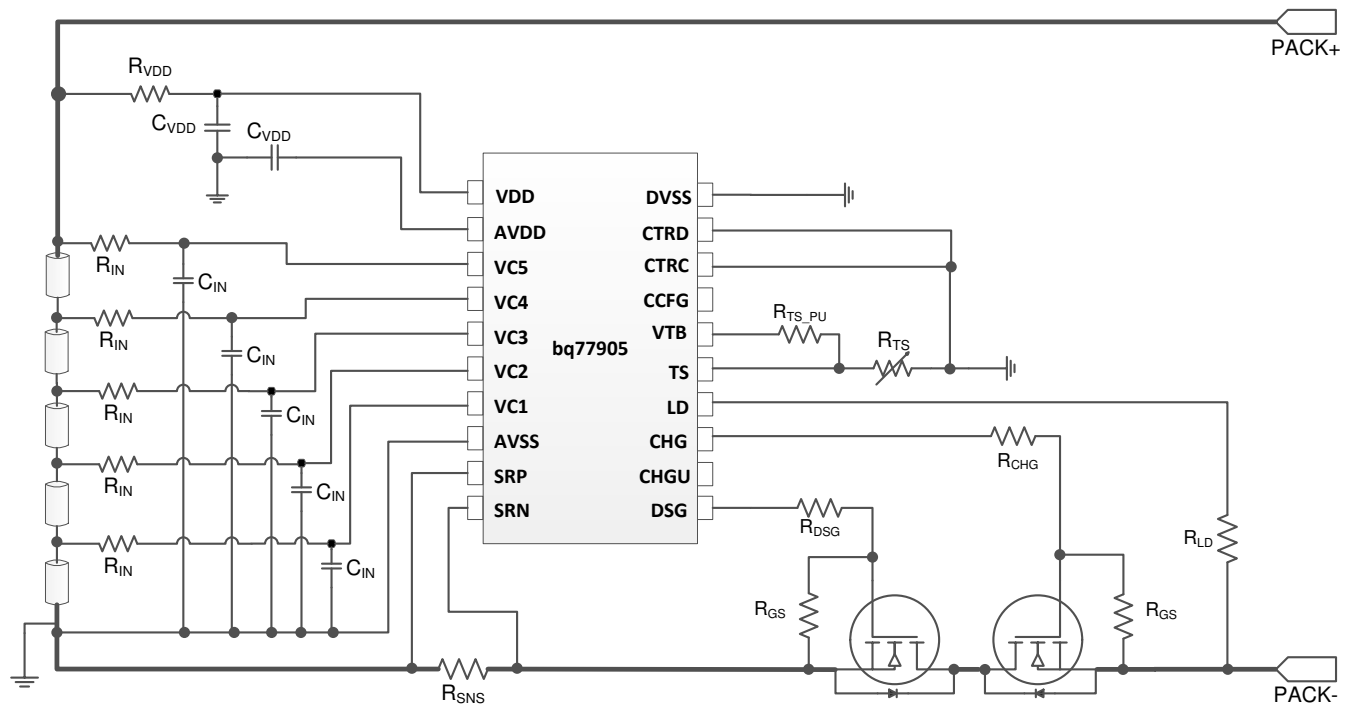 PACK+
RVDD
CVDD
CVDD
RIN
CIN
RIN
CIN
RIN
CIN
RIN
CIN
RIN
CIN
VDD
AVDD
VC5
VC4
VC3
VC2
VC1
AVSS
SRP
SRN
bq77905
DVSS
CTRD
CTRC
CCFG
VTB
TS
LD
CHG
CHGU
DSG
RTS_PU
RTS
RCHG
RDSG
RLD
RGS
RGS
RSNS
PACK-